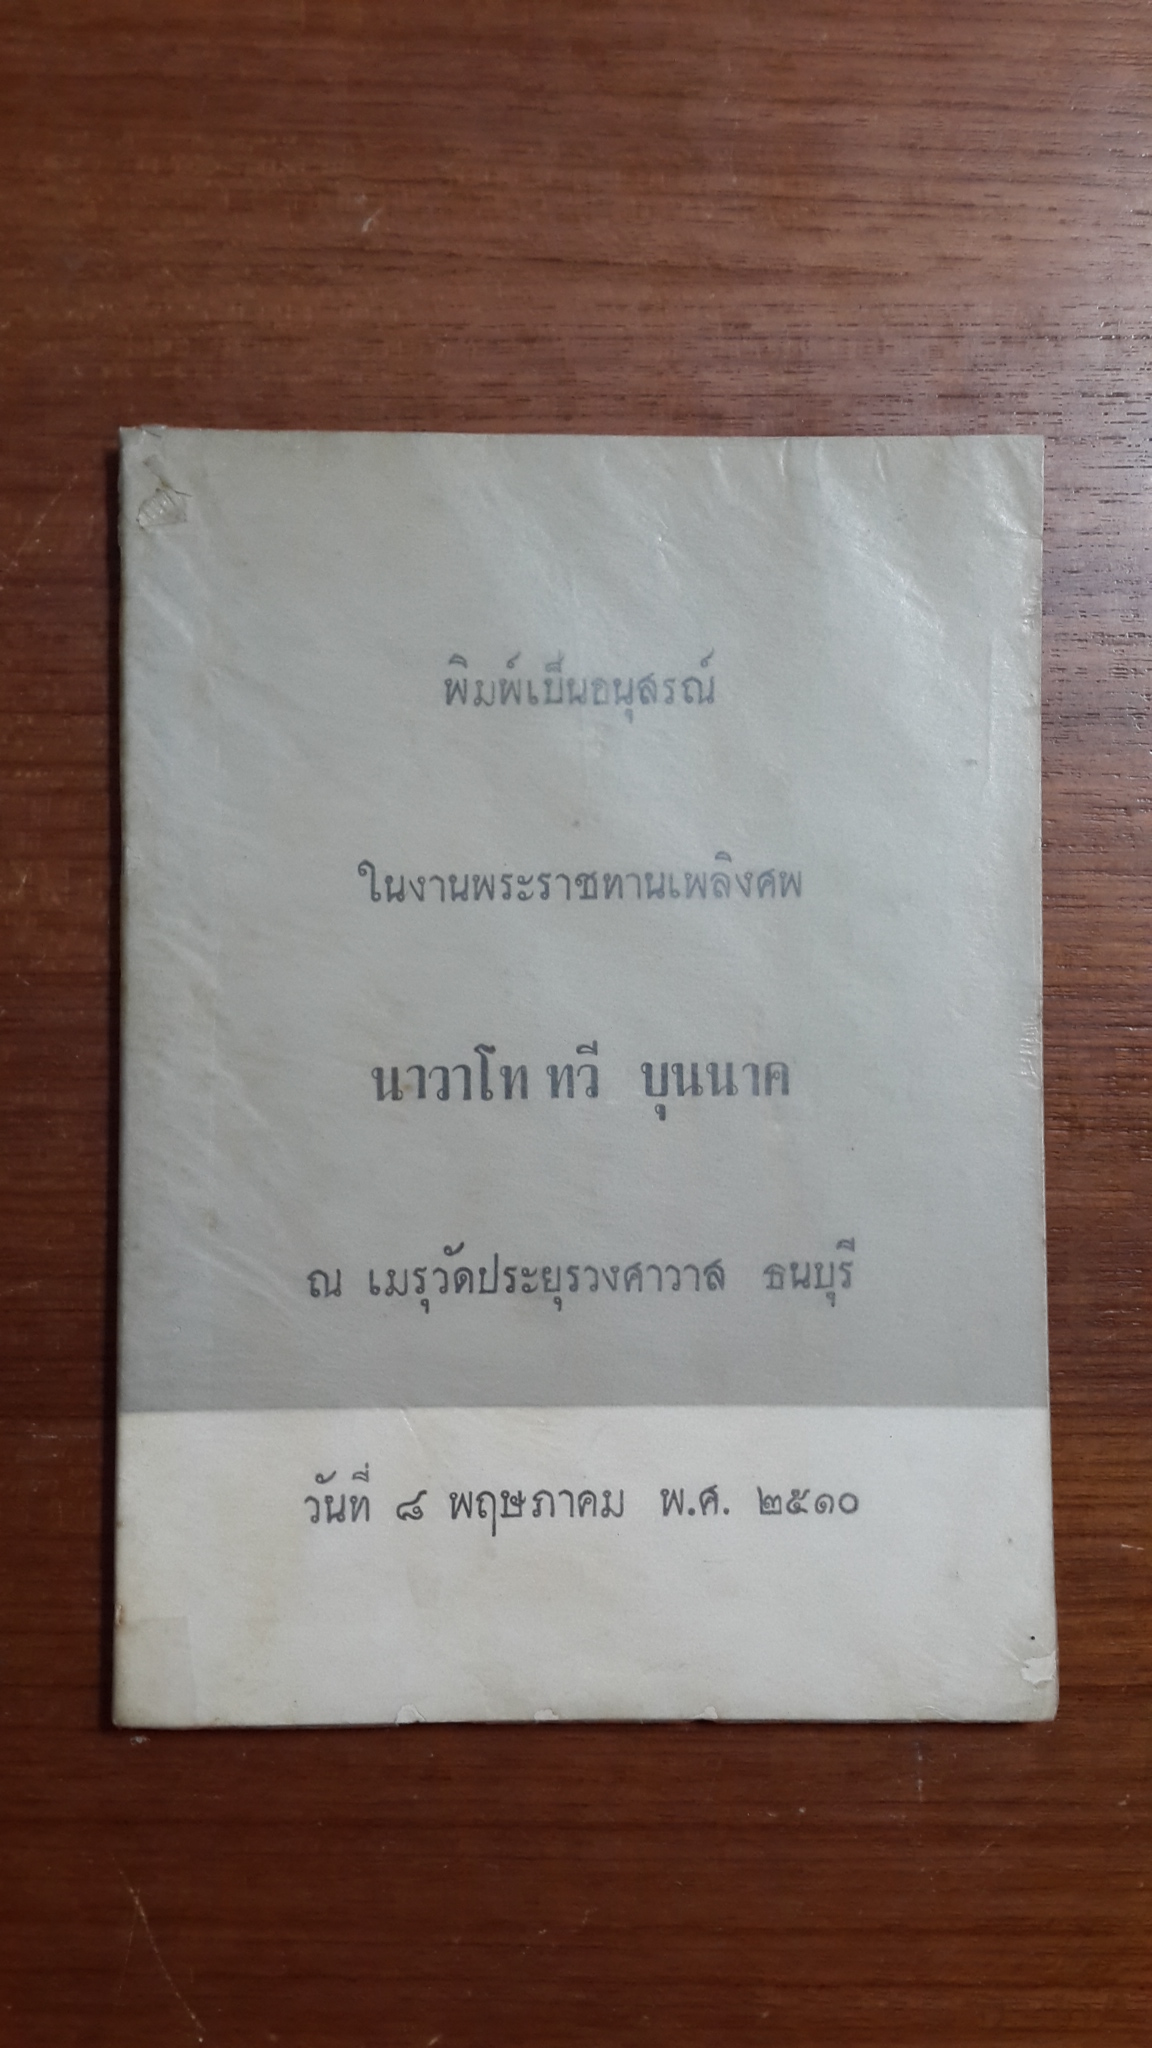 พิมพ์เป็นอนุสรณ์
ในงานพระราชทานเพลิงศพ
นาวาโท ทวี บุนนาค
ณ เมรุวัดประยุรวงศาวาส ธนบุรี
วันที่ ๘ พฤษภาคม พ.ศ. ๒๕๑๐